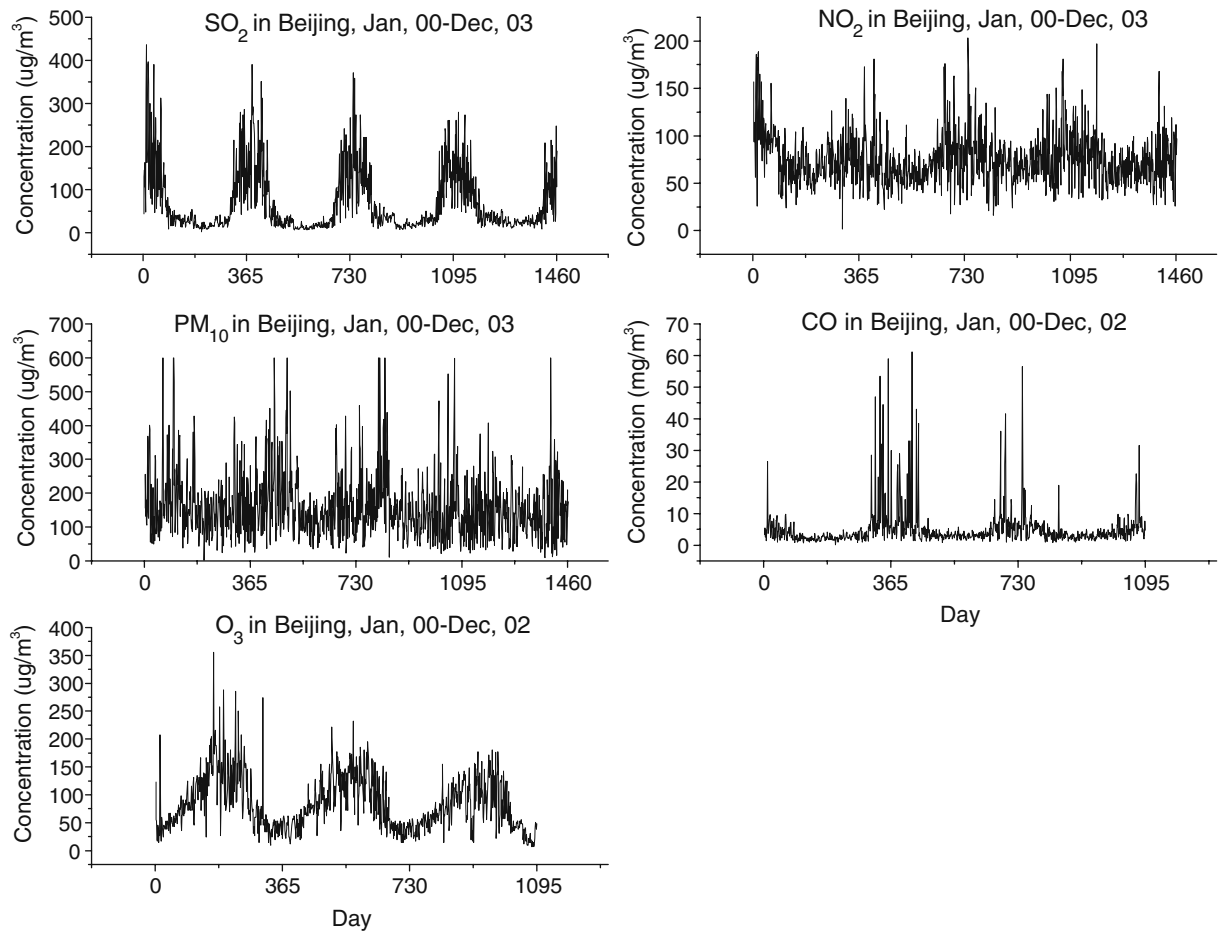 SO2 in Beijing, Jan, 00-Dec, 03
Concentration (ug/m3)
500
400
300
200
100
0
0 365 730 1095 1460
NO2 in Beijing, Jan, 00-Dec, 03
Concentration (ug/m3)
200
150
100
50
0
0 365 730 1095 1460
PM10 in Beijing, Jan, 00-Dec, 03
Concentration (ug/m3)
700
600
500
400
300
200
100
0
0 365 730 1095 1460
CO in Beijing, Jan, 00-Dec, 02
Concentration (mg/m3)
70
60
50
40
30
20
10
0
0 365 730 1095
Day
O3 in Beijing, Jan, 00-Dec, 02
Concentration (ug/m3)
400
350
300
250
200
150
100
50
0
0 365 730 1095
Day